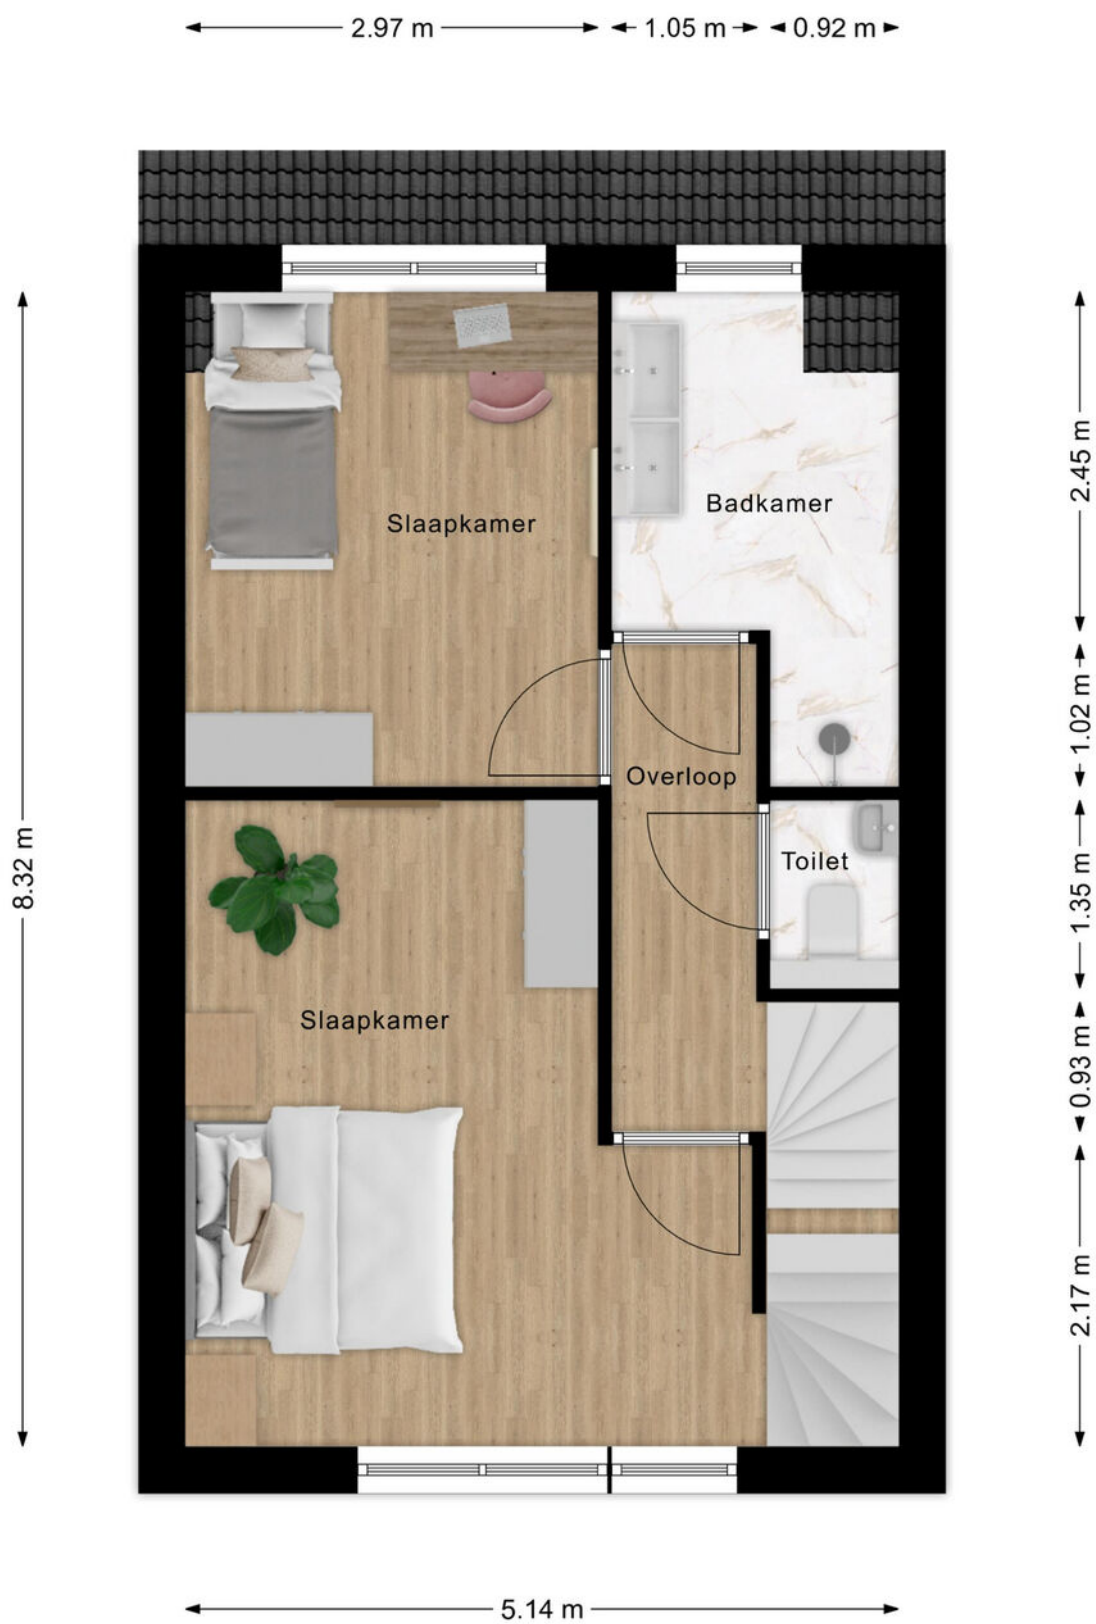 2.97 m
1.05 m
0.92 m
Slaapkamer
Badkamer
2.45 m
1.02 m
Overloop
8.32 m
Toilet
1.35 m
Slaapkamer
0.93 m
2.17 m
5.14 m